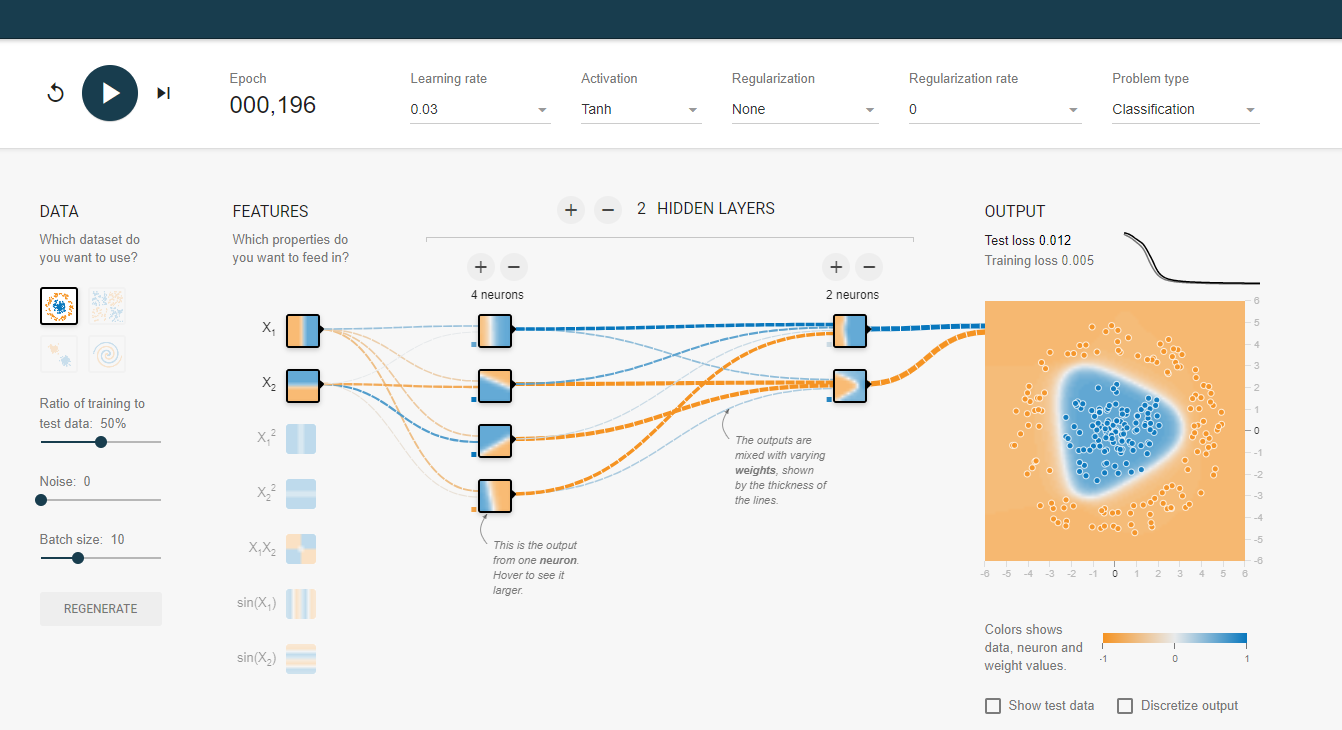 Epoch
000,196
Learning rate
0.03
Activation
Tanh
Regularization
None
Regularization rate
0
Problem type
Classification
DATA
Which dataset do
you want to use?
Ratio of training to
test data: 50%
Noise: 0
Batch size: 10
REGENERATE
FEATURES
Which properties do
you want to feed in?
X1
X2
X1²
X2²
X1X2
sin(X1)
sin(X2)
+ − 2 HIDDEN LAYERS
+ −
4 neurons
+ −
2 neurons
This is the output
from one neuron.
Hover to see it
larger.
The outputs are
mixed with varying
weights, shown
by the thickness of
the lines.
OUTPUT
Test loss 0.012
Training loss 0.005
6
5
4
3
2
1
0
-1
-2
-3
-4
-5
-6
-6 -5 -4 -3 -2 -1 0 1 2 3 4 5 6
Colors shows
data, neuron and
weight values.
-1 0 1
Show test data
Discretize output